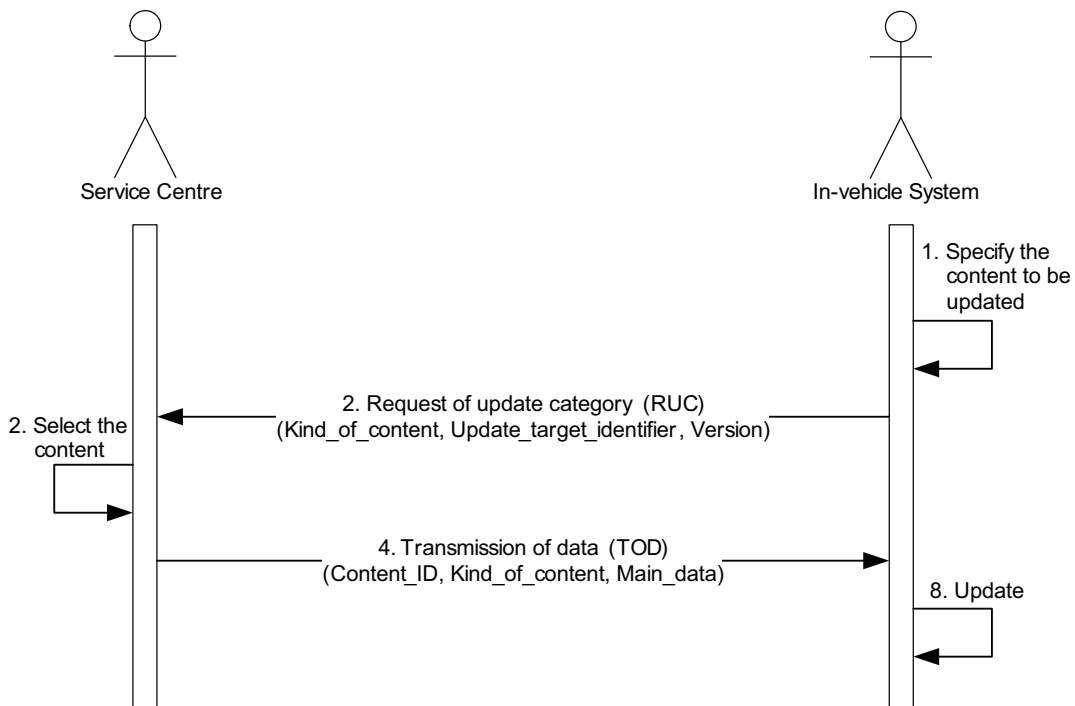 Service Centre
In-vehicle System
1. Specify the
content to be
updated
2. Request of update category (RUC)
(Kind_of_content, Update_target_identifier, Version)
2. Select the
content
4. Transmission of data (TOD)
(Content_ID, Kind_of_content, Main_data)
8. Update